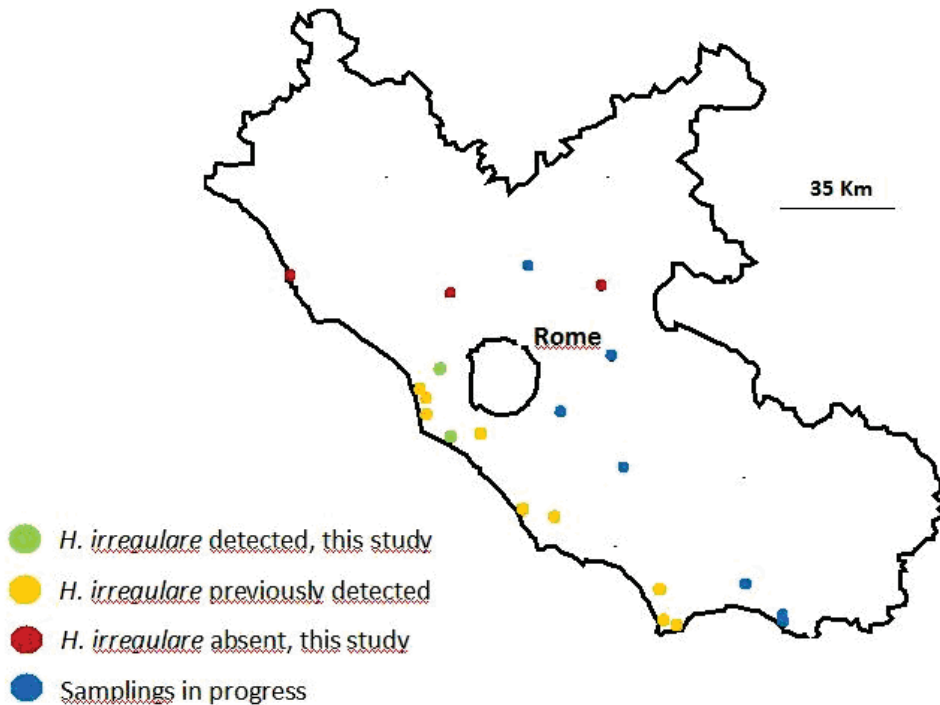 35 Km
Rome
H. irregulare detected, this study
H. irregulare previously detected
H. irregulare absent, this study
Samplings in progress